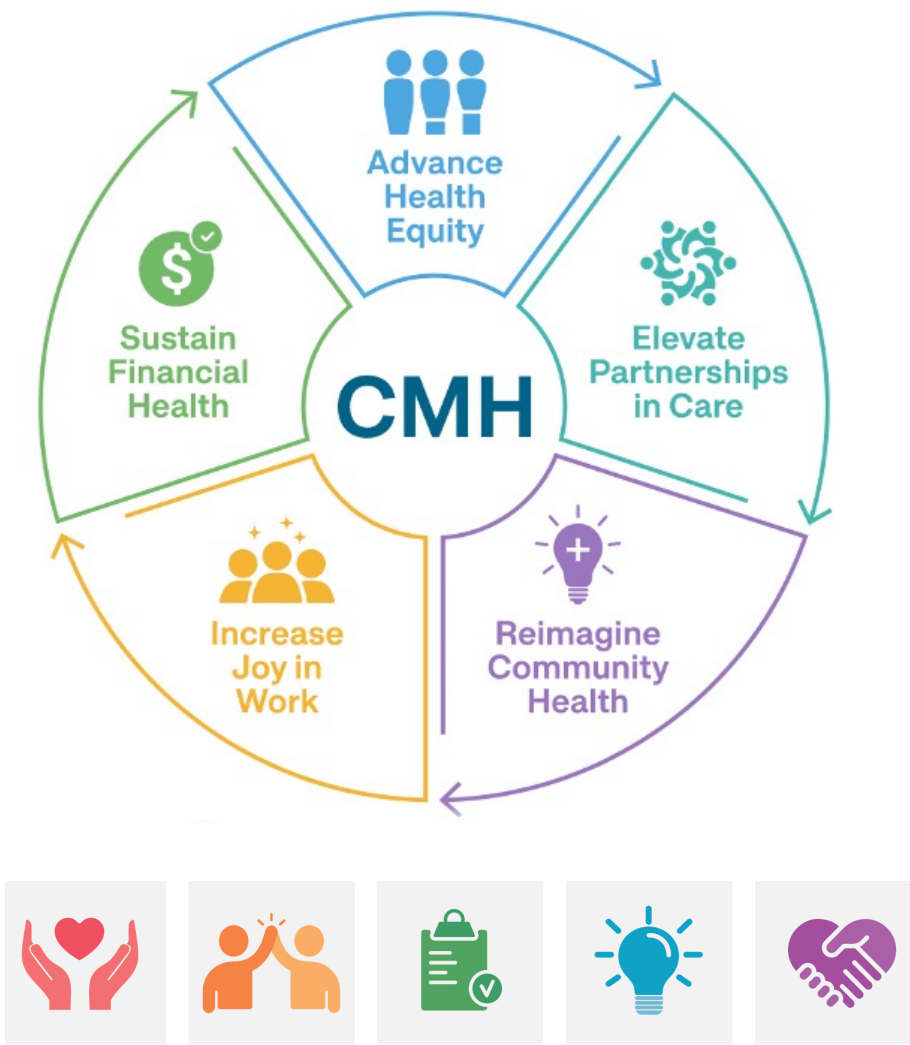 Advance
Health
Equity
Elevate
Partnerships
in Care
Reimagine
Community
Health
Increase
Joy in
Work
Sustain
Financial
Health
CMH
$